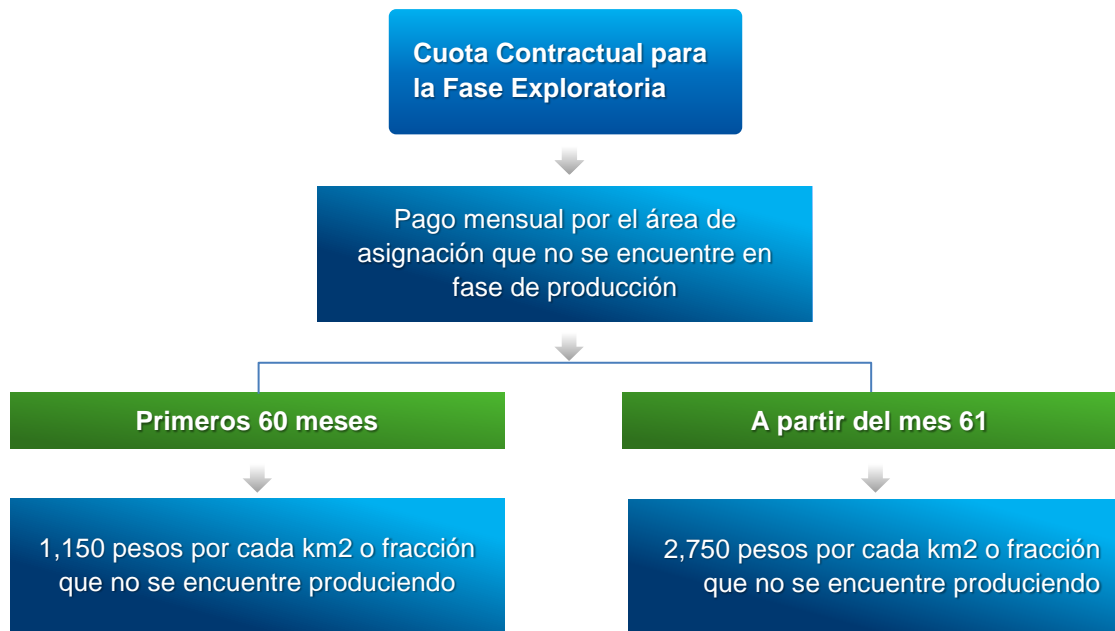 Cuota Contractual para
la Fase Exploratoria
Pago mensual por el área de
asignación que no se encuentre en
fase de producción
Primeros 60 meses
A partir del mes 61
1,150 pesos por cada km2 o fracción
que no se encuentre produciendo
2,750 pesos por cada km2 o fracción
que no se encuentre produciendo